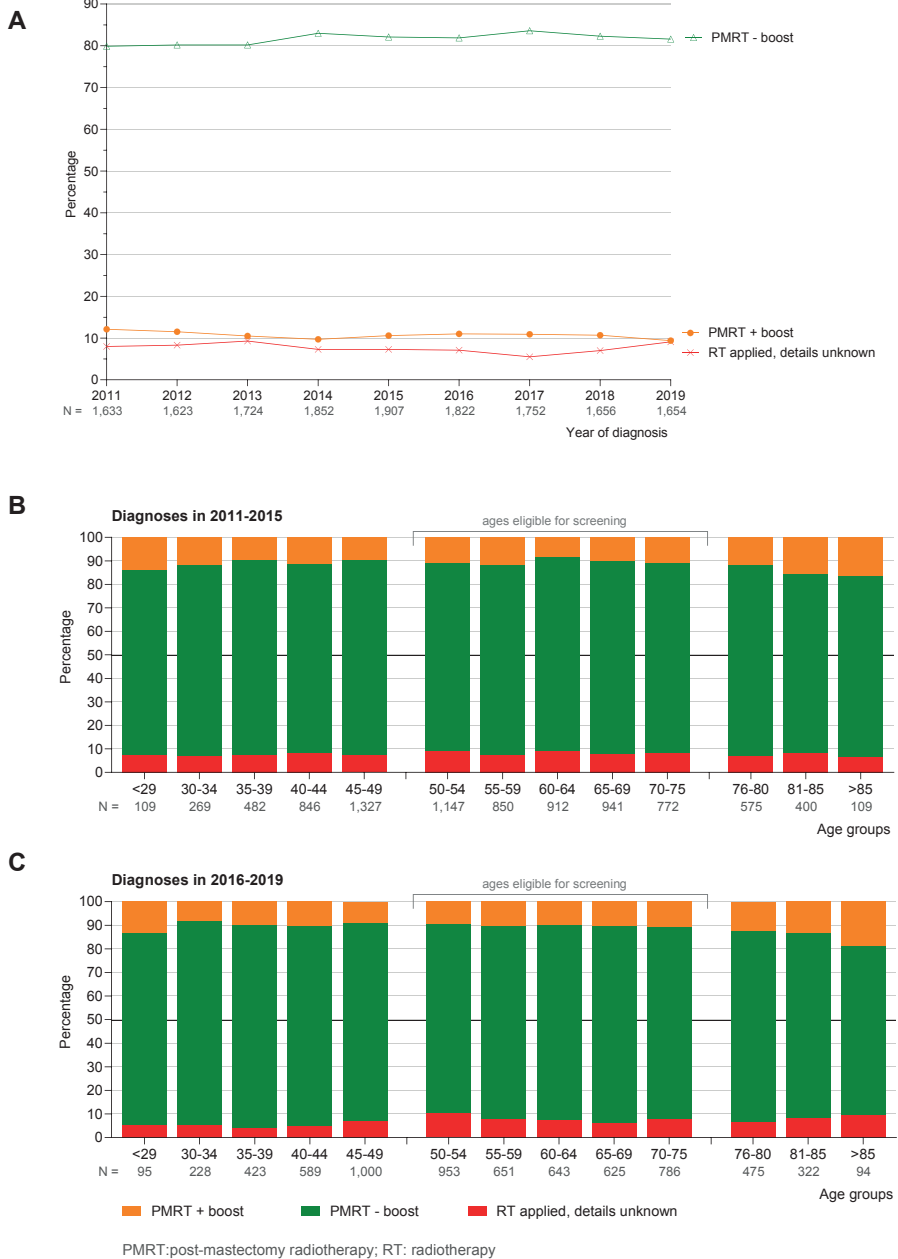 A
90
80
70
60
50
40
30
20
10
0
Percentage
PMRT - boost
PMRT + boost
RT applied, details unknown
2011 2012 2013 2014 2015 2016 2017 2018 2019
N = 1,633 1,623 1,724 1,852 1,907 1,822 1,752 1,656 1,654
Year of diagnosis
B
Diagnoses in 2011-2015
ages eligible for screening
100
90
80
70
60
50
40
30
20
10
0
Percentage
<29 30-34 35-39 40-44 45-49 50-54 55-59 60-64 65-69 70-75 76-80 81-85 >85
N = 109 269 482 846 1,327 1,147 850 912 941 772 575 400 109
Age groups
C
Diagnoses in 2016-2019
ages eligible for screening
100
90
80
70
60
50
40
30
20
10
0
Percentage
<29 30-34 35-39 40-44 45-49 50-54 55-59 60-64 65-69 70-75 76-80 81-85 >85
N = 95 228 423 589 1,000 953 651 643 625 786 475 322 94
Age groups
PMRT + boost PMRT - boost RT applied, details unknown
PMRT:post-mastectomy radiotherapy; RT: radiotherapy